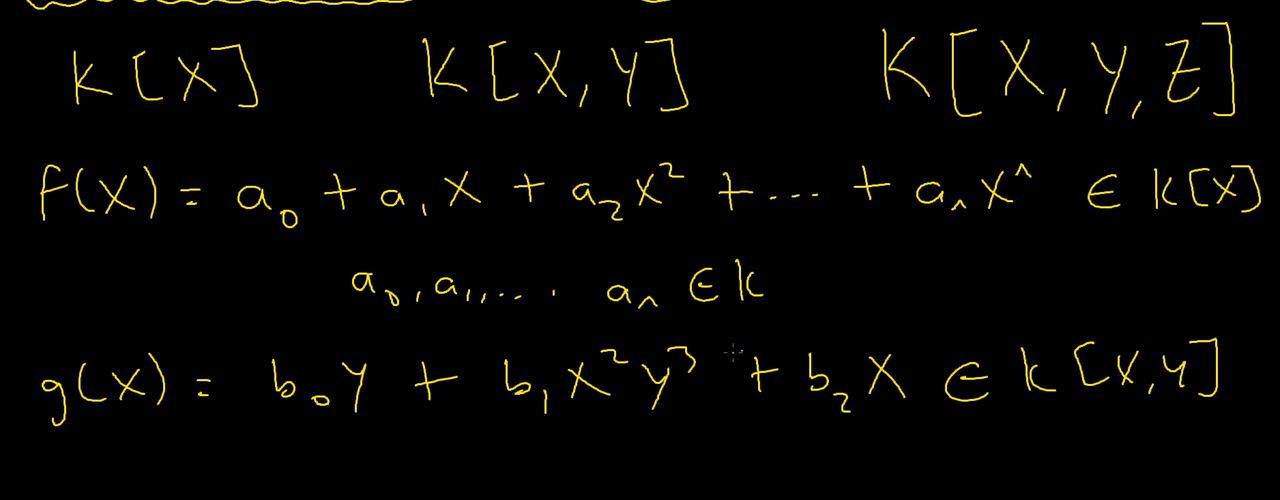 k[X] K[X,Y] K[X,Y,Z]
f(X) = a₀ + a₁X + a₂X² + ... + aₙXⁿ ∈ k[X]
a₀, a₁, .... aₙ ∈ k
g(X) = b₀Y + b₁X²Y³ + b₂X ∈ k[X,Y]